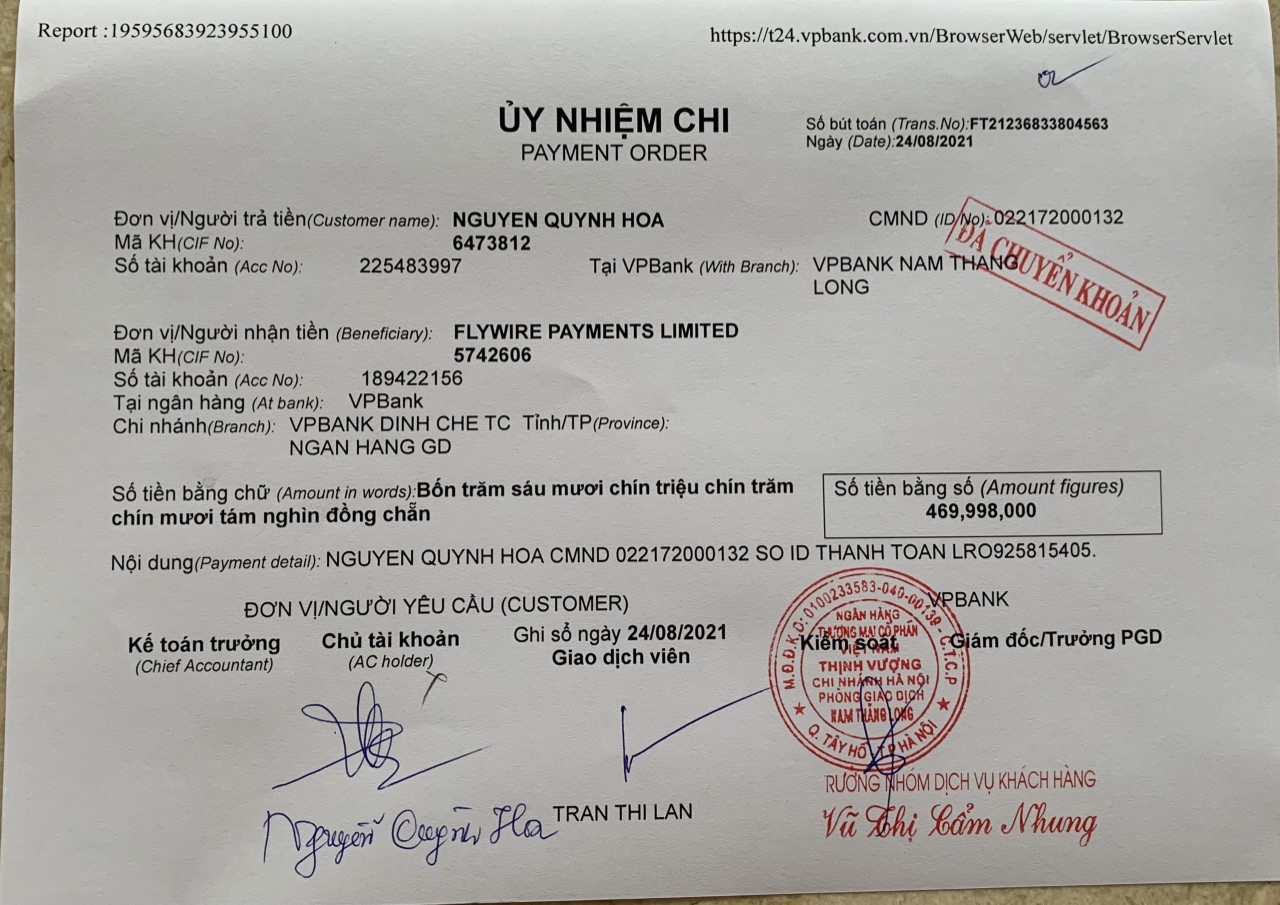 Report :19595683923955100
https://t24.vpbank.com.vn/BrowserWeb/servlet/BrowserServlet
ỦY NHIỆM CHI
PAYMENT ORDER
Số bút toán (Trans.No):FT21236833804563
Ngày (Date):24/08/2021
Đơn vị/Người trả tiền(Customer name): NGUYEN QUYNH HOA
CMND (ID No): 022172000132
Mã KH(CIF No): 6473812
ĐÃ CHUYỂN KHOẢN
Số tài khoản (Acc No): 225483997 Tại VPBank (With Branch): VPBANK NAM THANG
LONG
Đơn vị/Người nhận tiền (Beneficiary): FLYWIRE PAYMENTS LIMITED
Mã KH(CIF No): 5742606
Số tài khoản (Acc No): 189422156
Tại ngân hàng (At bank): VPBank
Chi nhánh(Branch): VPBANK DINH CHE TC Tỉnh/TP(Province):
NGAN HANG GD
Số tiền bằng chữ (Amount in words):Bốn trăm sáu mươi chín triệu chín trăm
chín mươi tám nghìn đồng chẵn
Số tiền bằng số (Amount figures)
469,998,000
Nội dung(Payment detail): NGUYEN QUYNH HOA CMND 022172000132 SO ID THANH TOAN LRO925815405.
ĐƠN VỊ/NGƯỜI YÊU CẦU (CUSTOMER)
VPBANK
Kế toán trưởng
(Chief Accountant)
Chủ tài khoản
(AC holder)
Ghi sổ ngày 24/08/2021
Giao dịch viên
Kiểm soát
Giám đốc/Trưởng PGD
M.Đ.Đ.K.D:0100233583-040-00139 - C.T.C.P
NGÂN HÀNG
THƯƠNG MẠI CỔ PHẦN
VIỆT NAM
THỊNH VƯỢNG
CHI NHÁNH HÀ NỘI
PHÒNG GIAO DỊCH
NAM THĂNG LONG
Q. TÂY HỒ - TP HÀ NỘI
Nguyễn Quỳnh Hoa
TRAN THI LAN
TRƯỞNG NHÓM DỊCH VỤ KHÁCH HÀNG
Vũ Thị Cẩm Nhung